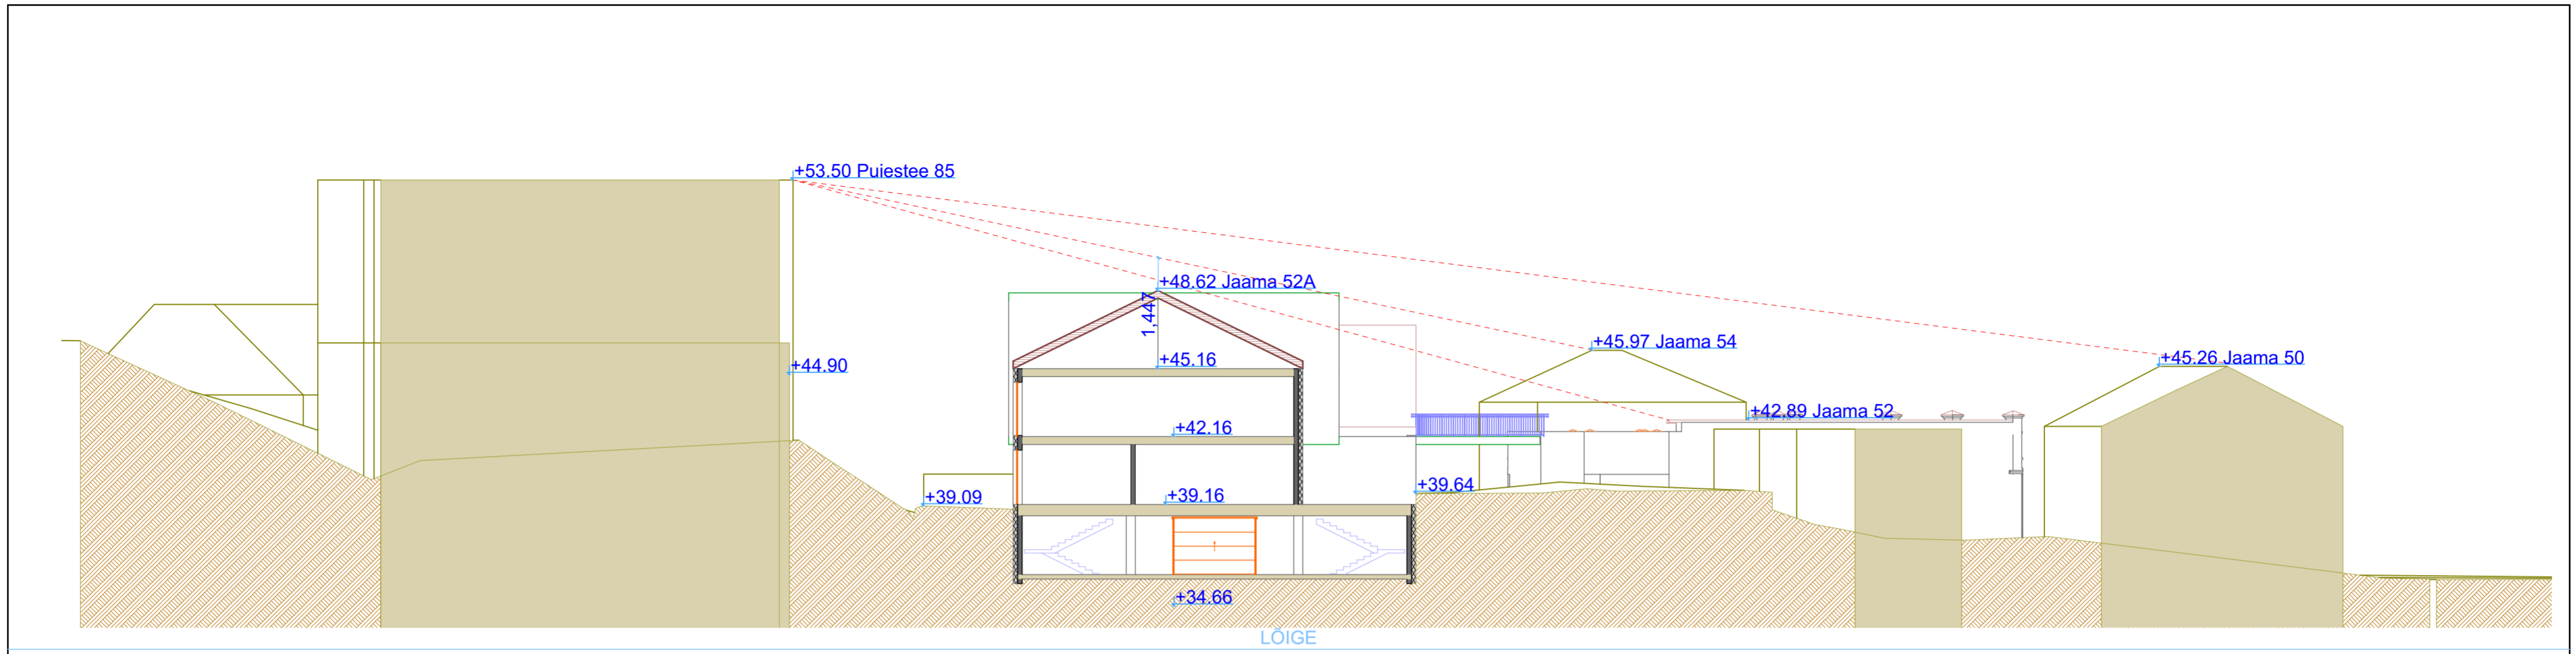 +53.50 Puiestee 85
+48.62 Jaama 52A
1,447
+45.97 Jaama 54
+45.26 Jaama 50
+45.16
+44.90
+42.89 Jaama 52
+42.16
+39.64
+39.09
+39.16
+34.66
LÕIGE